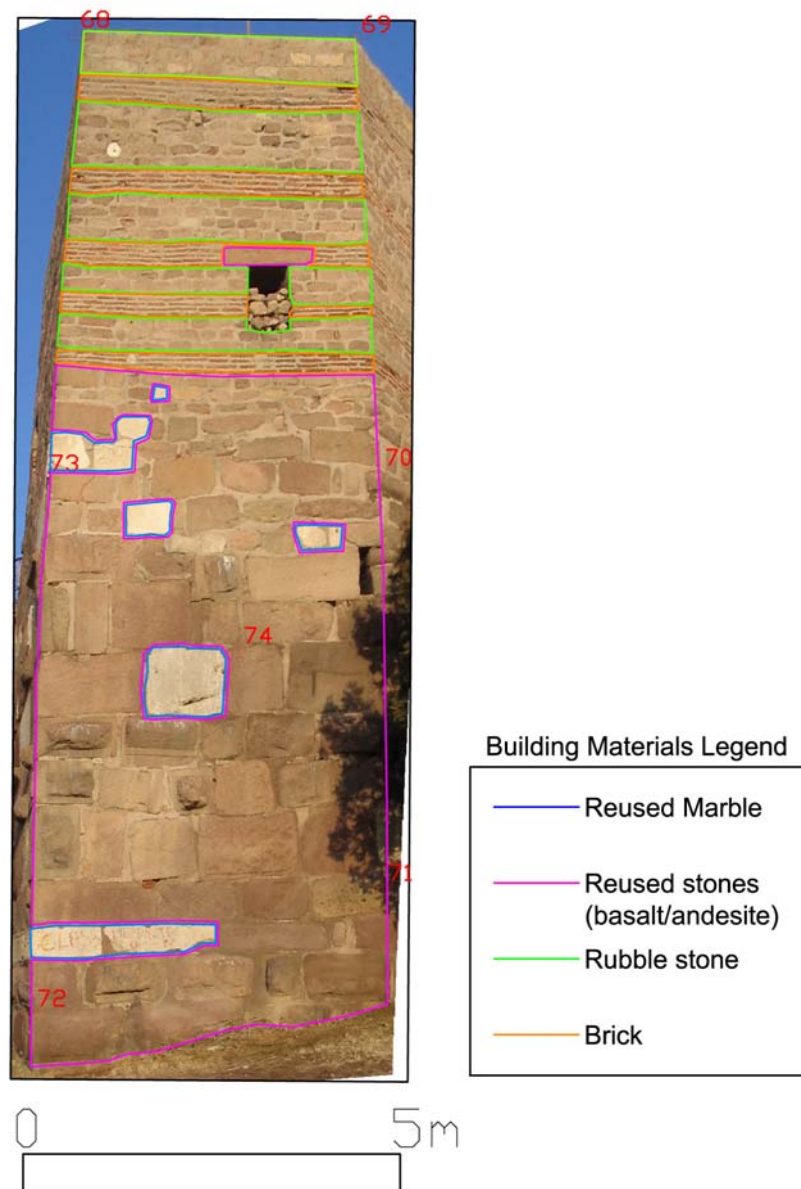 68
69
73
70
74
71
72
Building Materials Legend
Reused Marble
Reused stones
(basalt/andesite)
Rubble stone
Brick
0
5m